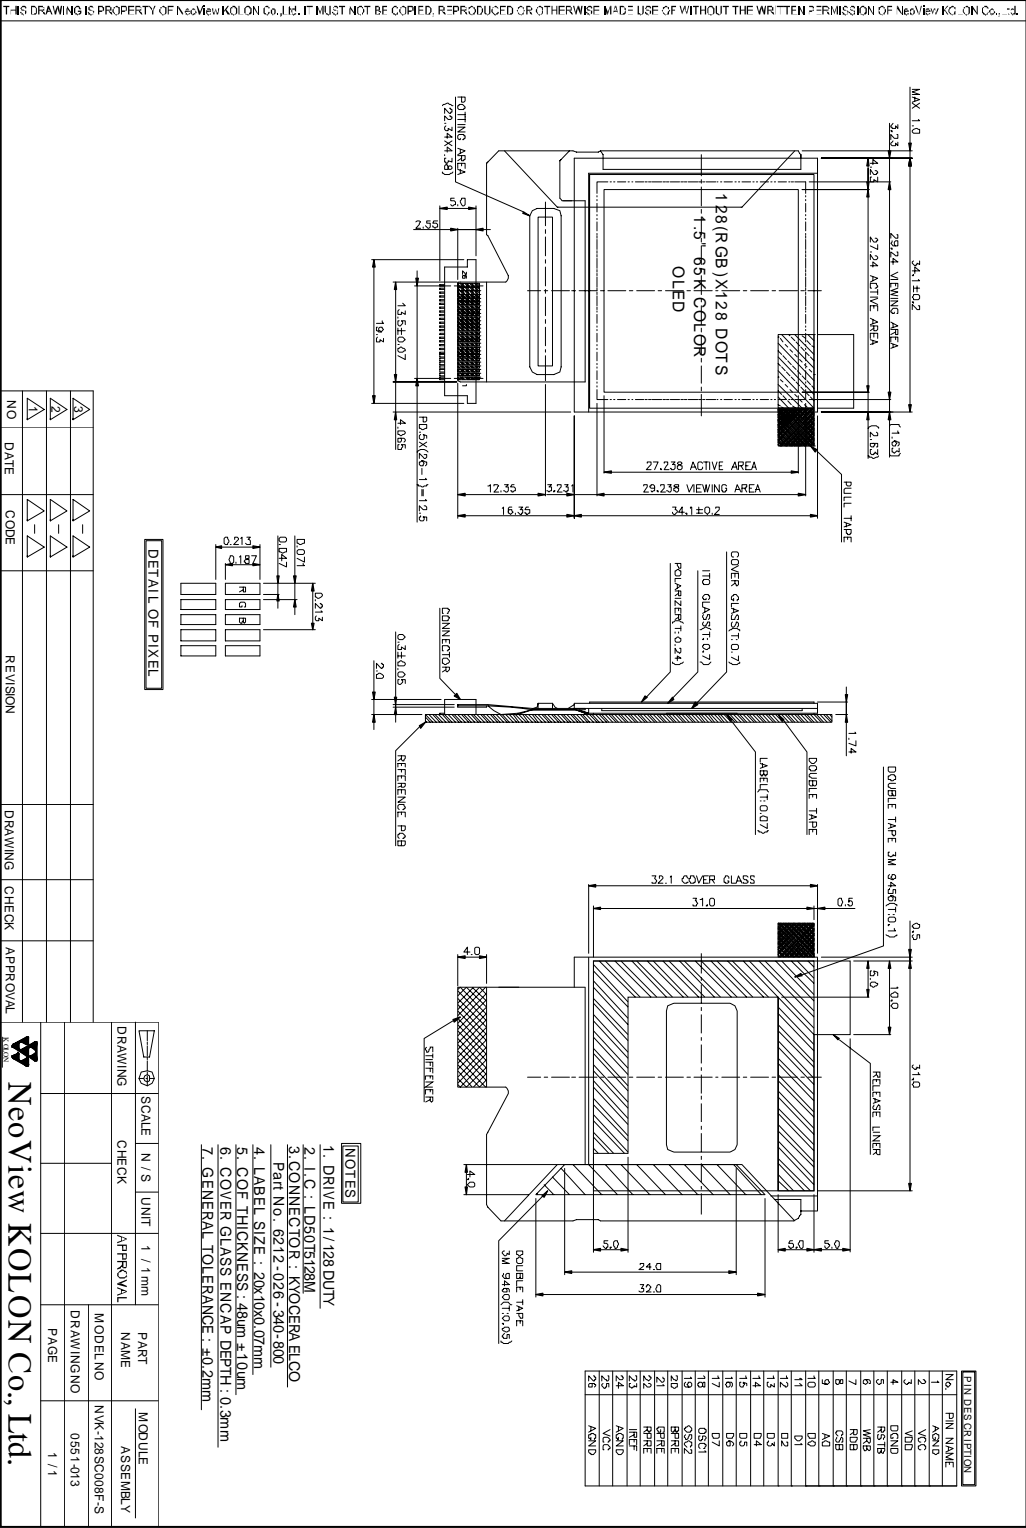 THIS DRAWING IS PROPERTY OF NeoView KOLON Co.,Ltd. IT MUST NOT BE COPIED, REPRODUCED OR OTHERWISE MADE USE OF WITHOUT THE WRITTEN PERMISSION OF NeoView KOLON Co., Ltd.
MAX 1.0
3.23
34.1±0.2
29.24 VIEWING AREA
(1.63)
4.23
27.24 ACTIVE AREA
(2.63)
PULL TAPE
128(RGB)X128 DOTS
1.5" 65K COLOR
OLED
27.238 ACTIVE AREA
29.238 VIEWING AREA
34.1±0.2
12.35
3.231
16.35
POTTING AREA
(22.34X4.38)
5.0
2.55
26
1
PD.5X(26-1)=12.5
13.5±0.07
4.065
19.3
1.74
COVER GLASS(T:0.7)
ITO GLASS(T:0.7)
POLARIZER(T:0.24)
CONNECTOR
0.3±0.05
2.0
DOUBLE TAPE
LABEL(T:0.07)
REFERENCE PCB
0.213
0.071
0.047
0.213
0.187
R
G
B
DETAIL OF PIXEL
DOUBLE TAPE 3M 9456(T:0.1)
32.1 COVER GLASS
31.0
0.5
0.5
31.0
10.0
5.0
RELEASE LINER
4.0
STIFFENER
4.0
5.0
5.0
5.0
24.0
32.0
DOUBLE TAPE
3M 9460(T:0.05)
PIN DESCRIPTION
No. PIN NAME
1 AGND
2 VCC
3 VDD
4 DGND
5 RSTB
6 WRB
7 RDB
8 CSB
9 A0
10 D0
11 D1
12 D2
13 D3
14 D4
15 D5
16 D6
17 D7
18 OSC1
19 OSC2
20 BPRE
21 GPRE
22 RPRE
23 IREF
24 AGND
25 VCC
26 AGND
NOTES
1. DRIVE : 1/128 DUTY
2. I.C : LD50T5128M
3.CONNECTOR : KYOCERA ELCO
Part No. 6212-026-340-800
4. LABEL SIZE : 20x10x0.07mm
5. COF THICKNESS : 48um ±10um
6. COVER GLASS ENCAP DEPTH : 0.3mm
7. GENERAL TOLERANCE : ±0.2mm
3 - 
2 - 
1 - 
NO DATE CODE REVISION DRAWING CHECK APPROVAL
SCALE N / S UNIT 1 / 1 mm PART NAME MODULE ASSEMBLY
DRAWING CHECK APPROVAL
MODEL NO NVK-128SC008F-S
DRAWING NO 0551-013
PAGE 1 / 1
KOLON
NeoView KOLON Co., Ltd.